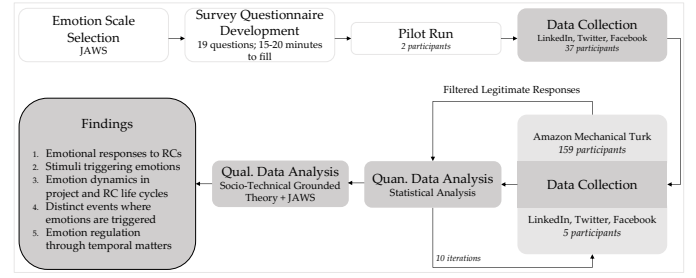 Emotion Scale
Selection
JAWS
Survey Questionnaire
Development
19 questions; 15-20 minutes
to fill
Pilot Run
2 participants
Data Collection
LinkedIn, Twitter, Facebook
37 participants
Filtered Legitimate Responses
Amazon Mechanical Turk
159 participants
Data Collection
LinkedIn, Twitter, Facebook
5 participants
Quan. Data Analysis
Statistical Analysis
10 iterations
Qual. Data Analysis
Socio-Technical Grounded
Theory + JAWS
Findings
1. Emotional responses to RCs
2. Stimuli triggering emotions
3. Emotion dynamics in
project and RC life cycles
4. Distinct events where
emotions are triggered
5. Emotion regulation
through temporal matters